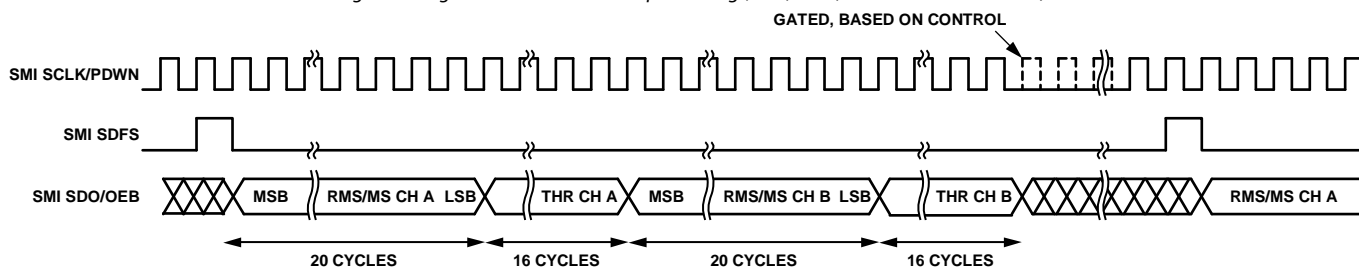 GATED, BASED ON CONTROL
SMI SCLK/PDWN
SMI SDFS
SMI SDO/OEB
MSB
RMS/MS CH A LSB
THR CH A
MSB
RMS/MS CH B LSB
THR CH B
RMS/MS CH A
20 CYCLES
16 CYCLES
20 CYCLES
16 CYCLES